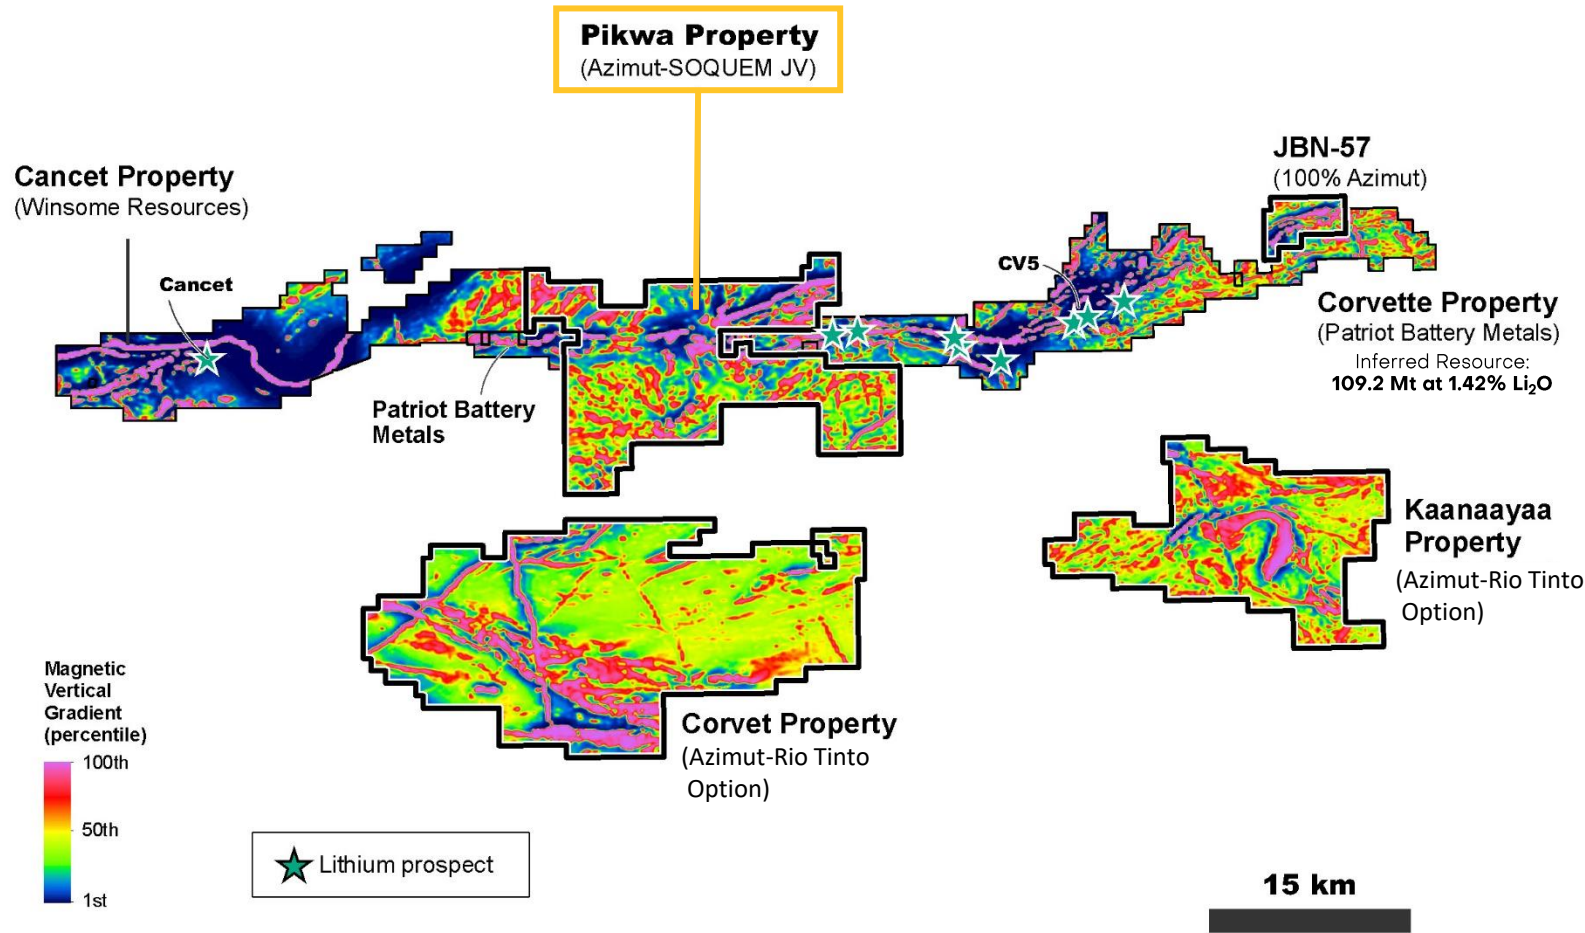 Pikwa Property
(Azimut-SOQUEM JV)
JBN-57
(100% Azimut)
Cancet Property
(Winsome Resources)
Cancet
CV5
Corvette Property
(Patriot Battery Metals)
Inferred Resource:
109.2 Mt at 1.42% Li₂O
Patriot Battery
Metals
Kaanaayaa
Property
(Azimut-Rio Tinto
Option)
Corvet Property
(Azimut-Rio Tinto
Option)
Magnetic
Vertical
Gradient
(percentile)
100th
50th
1st
Lithium prospect
15 km